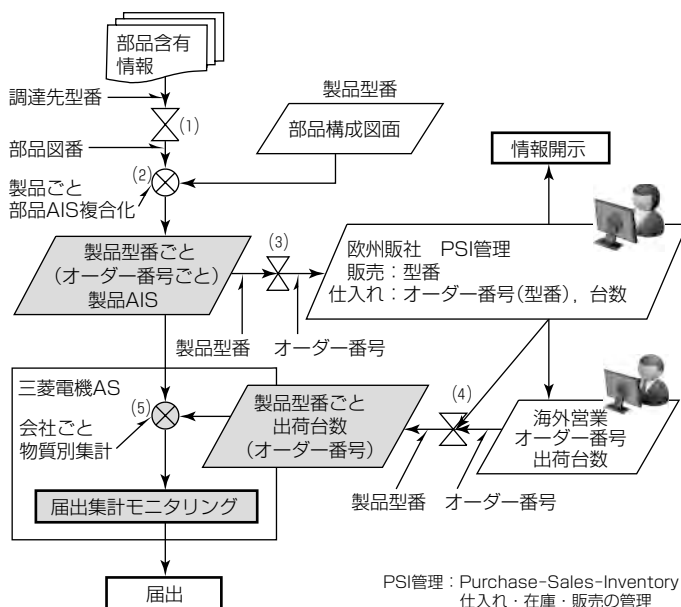 部品含有
情報
調達先型番
(1)
部品図番
製品型番
部品構成図面
(2)
製品ごと
部品AIS複合化
情報開示
製品型番ごと
(オーダー番号ごと)
製品AIS
(3)
製品型番
オーダー番号
欧州販社 PSI管理
販売：型番
仕入れ：オーダー番号(型番)，台数
三菱電機AS
(5)
会社ごと
物質別集計
製品型番ごと
出荷台数
(オーダー番号)
(4)
製品型番
オーダー番号
海外営業
オーダー番号
出荷台数
届出集計モニタリング
届出
PSI管理：Purchase-Sales-Inventory
仕入れ・在庫・販売の管理